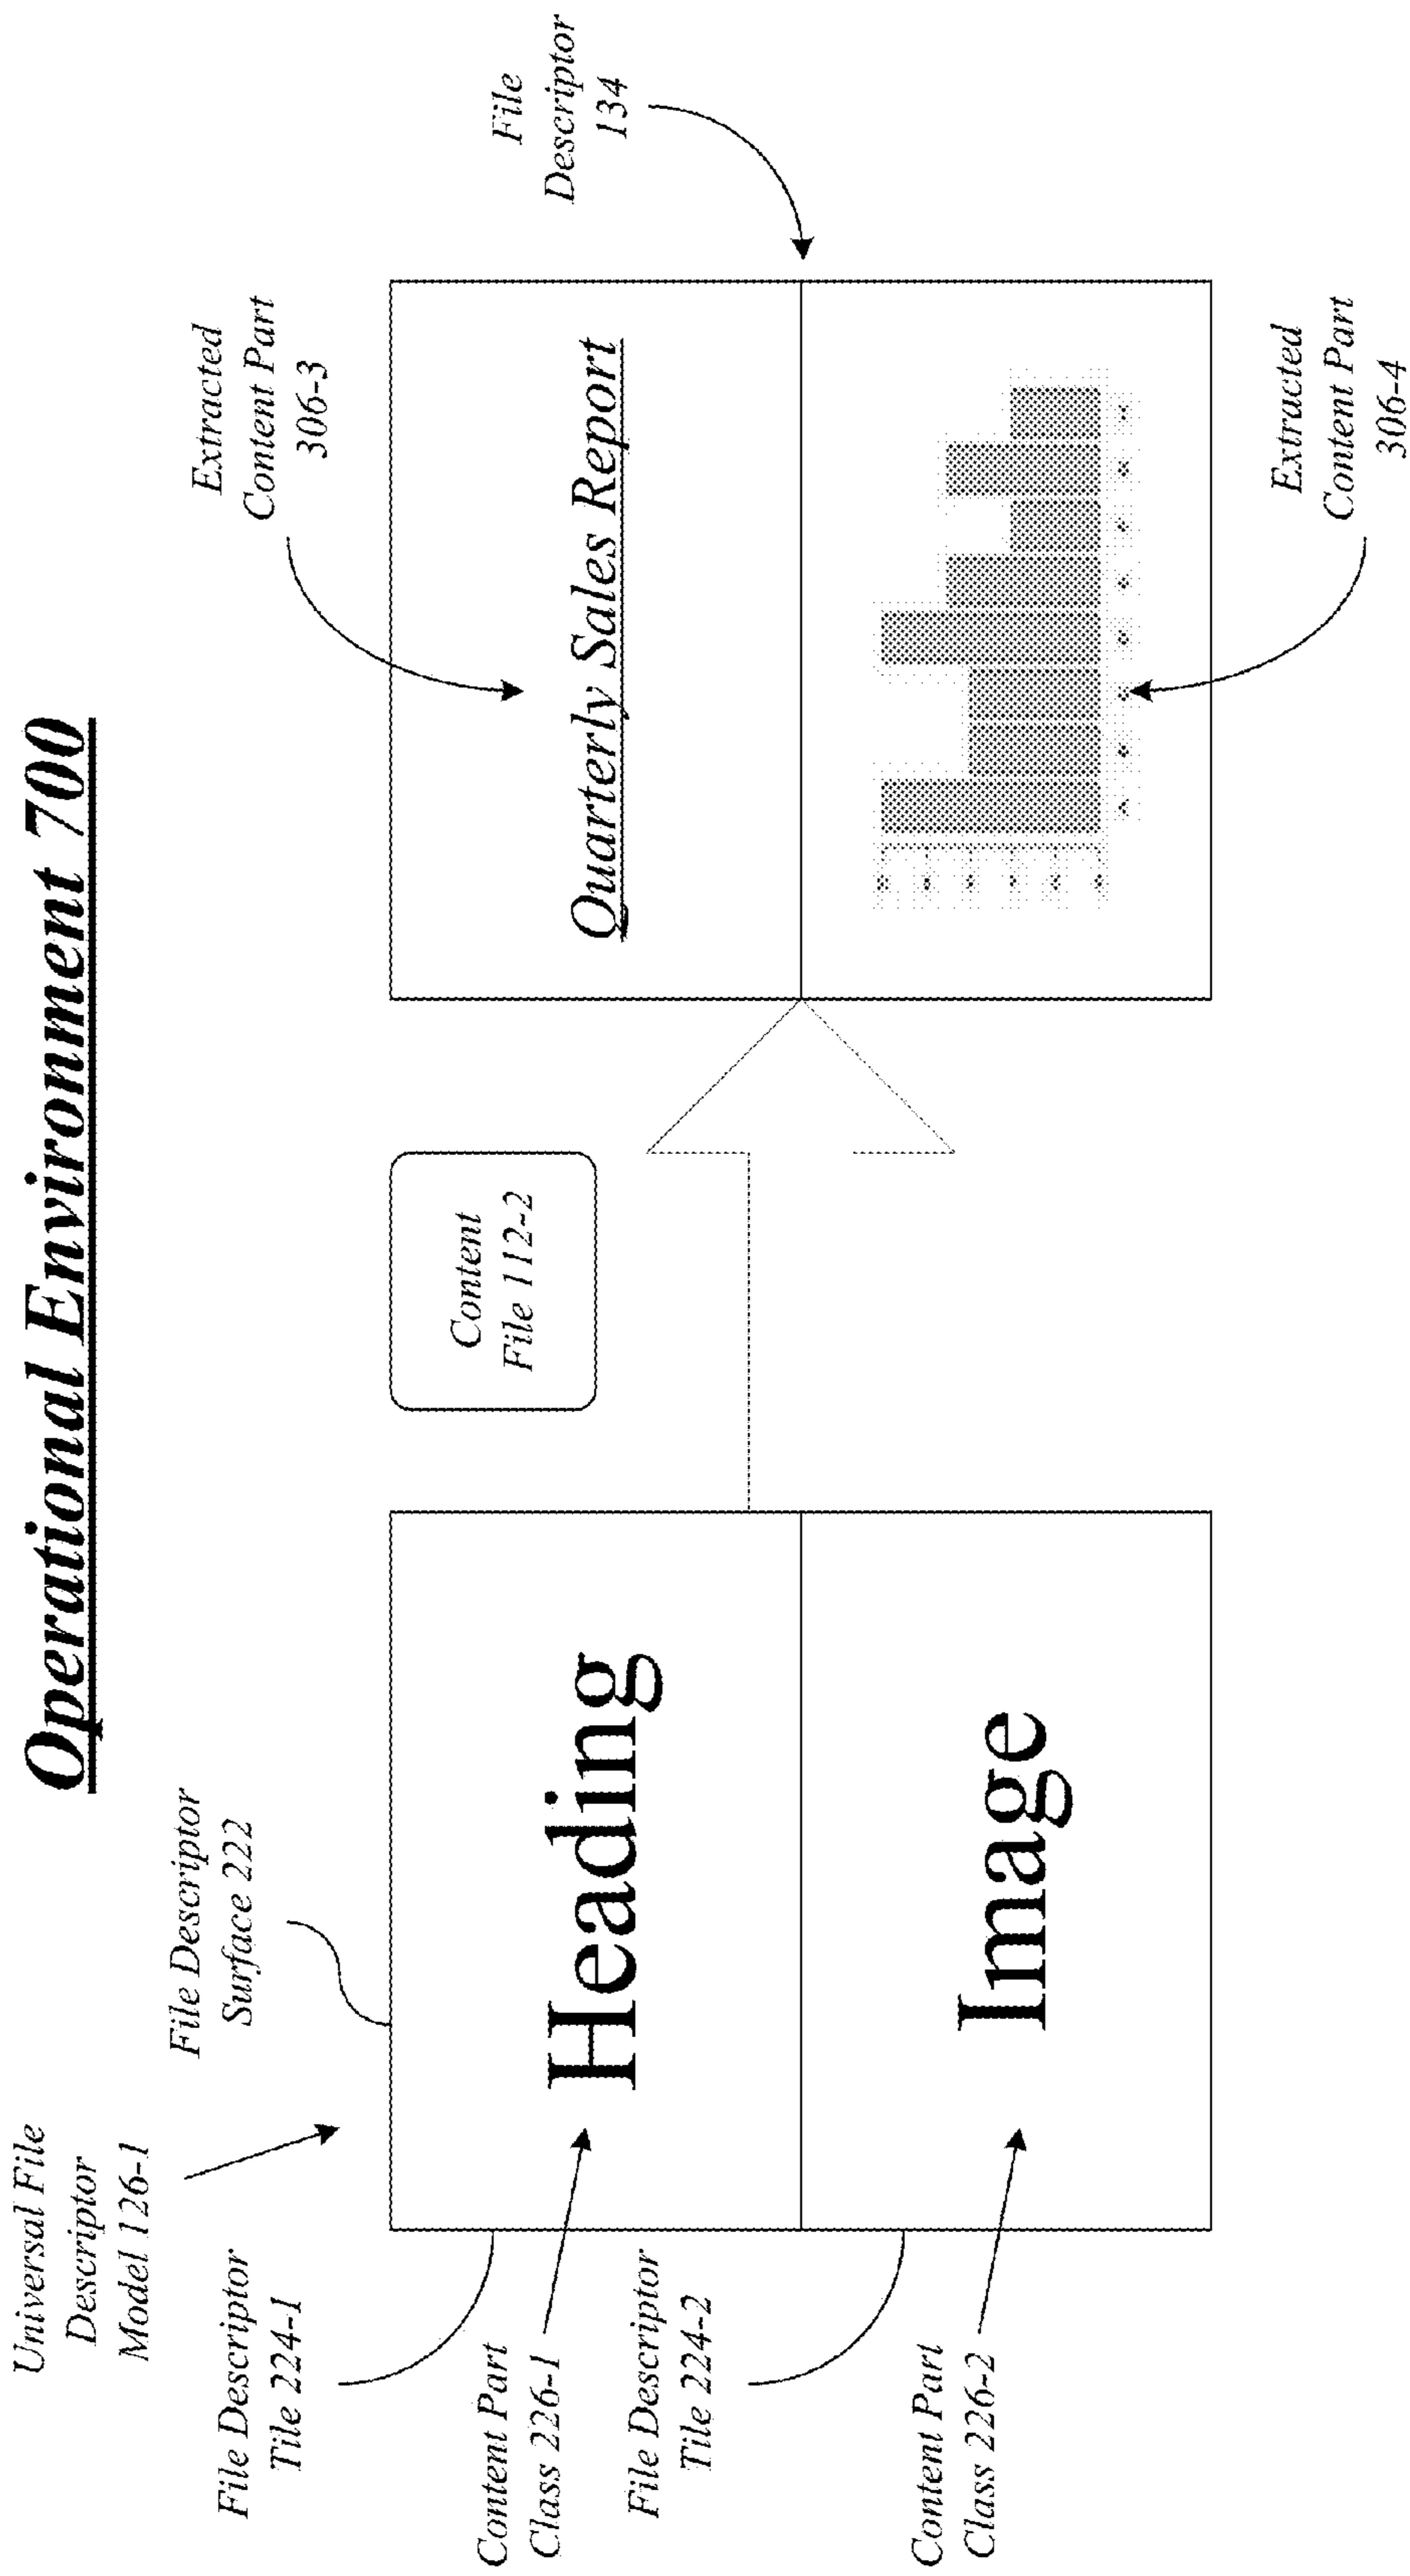 Operational Environment 700
Universal File
Descriptor
Model 126-1
File Descriptor
Surface 222
File Descriptor
Tile 224-1
Content Part
Class 226-1
File Descriptor
Tile 224-2
Content Part
Class 226-2
Heading
Image
Content
File 112-2
Extracted
Content Part
306-3
Quarterly Sales Report
File
Descriptor
134
Extracted
Content Part
306-4